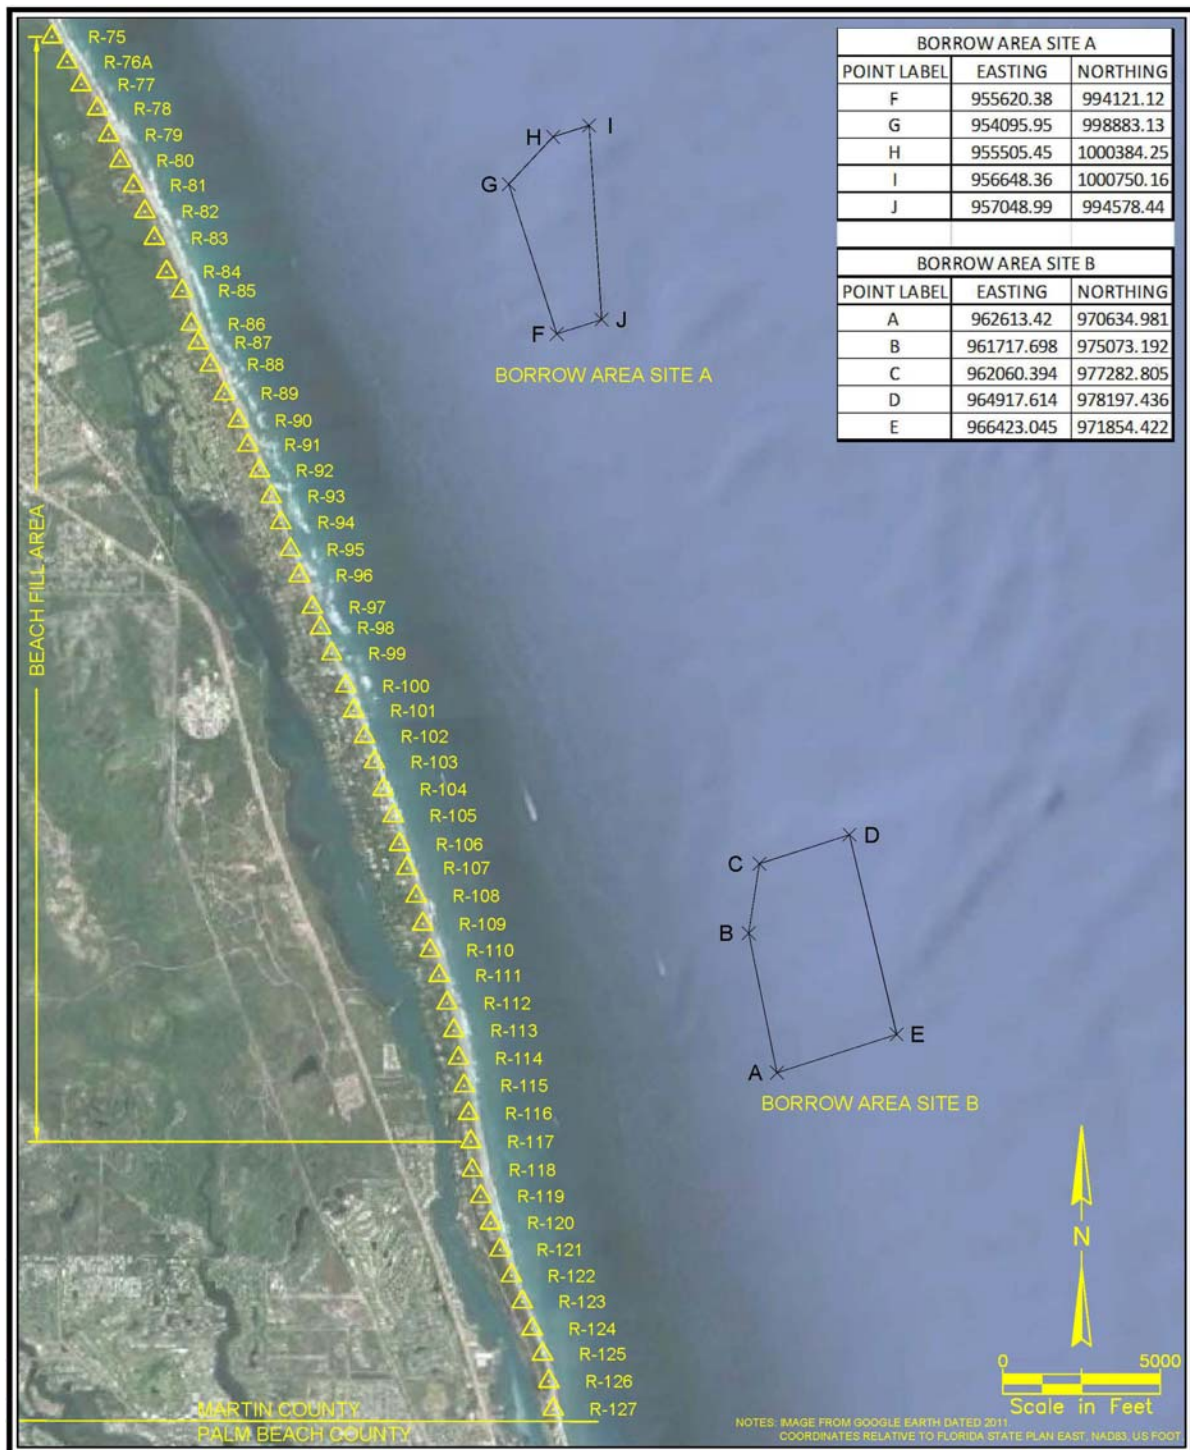 BORROW AREA SITE A
POINT LABEL EASTING NORTHING
F 955620.38 994121.12
G 954095.95 998883.13
H 955505.45 1000384.25
I 956648.36 1000750.16
J 957048.99 994578.44
BORROW AREA SITE B
POINT LABEL EASTING NORTHING
A 962613.42 970634.981
B 961717.698 975073.192
C 962060.394 977282.805
D 964917.614 978197.436
E 966423.045 971854.422
R-75
R-76A
R-77
R-78
R-79
R-80
R-81
R-82
R-83
R-84
R-85
R-86
R-87
R-88
R-89
R-90
R-91
R-92
R-93
R-94
R-95
R-96
R-97
R-98
R-99
R-100
R-101
R-102
R-103
R-104
R-105
R-106
R-107
R-108
R-109
R-110
R-111
R-112
R-113
R-114
R-115
R-116
R-117
R-118
R-119
R-120
R-121
R-122
R-123
R-124
R-125
R-126
R-127
BEACH FILL AREA
H I
G
F J
BORROW AREA SITE A
D
C
B
E
A
BORROW AREA SITE B
N
0 5000
Scale in Feet
MARTIN COUNTY
PALM BEACH COUNTY
NOTES: IMAGE FROM GOOGLE EARTH DATED 2011.
COORDINATES RELATIVE TO FLORIDA STATE PLAN EAST, NAD83, US FOOT